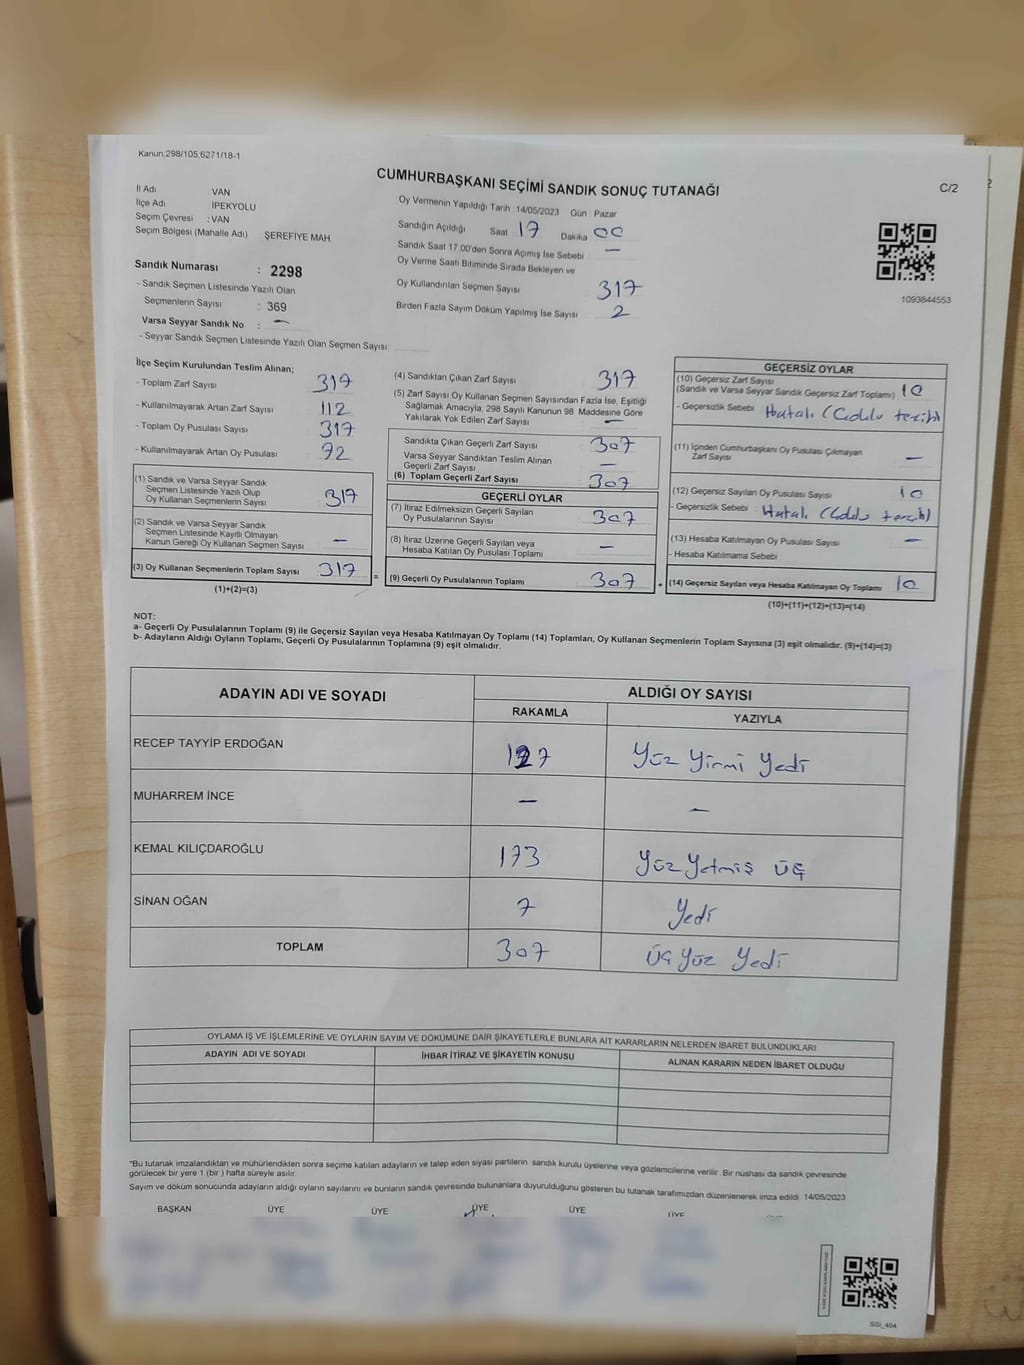 Kanun.298/105,6271/18-1
CUMHURBAŞKANI SEÇİMİ SANDIK SONUÇ TUTANAĞI
C/2
2
İl Adı VAN
İlçe Adı IPEKYOLU
Seçim Çevresi : VAN
Seçim Bölgesi (Mahalle Adı) ŞEREFİYE MAH
Sandık Numarası : 2298
- Sandık Seçmen Listesinde Yazılı Olan
Seçmenlerin Sayısı : 369
Varsa Seyyar Sandık No : –
- Seyyar Sandık Seçmen Listesinde Yazılı Olan Seçmen Sayısı:
Oy Vermenin Yapıldığı Tarih : 14/05/2023 Gün : Pazar
Sandığın Açıldığı Saat 17 Dakika 00
Sandık Saat 17:00'den Sonra Açımış İse Sebebi –
Oy Verme Saati Bitiminde Sırada Bekleyen ve
Oy Kullandırılan Seçmen Sayısı 317
Birden Fazla Sayım Döküm Yapılmış İse Sayısı 2
1093844553
İlçe Seçim Kurulundan Teslim Alınan;
- Toplam Zarf Sayısı 317
- Kullanılmayarak Artan Zarf Sayısı 112
- Toplam Oy Pusulası Sayısı 317
- Kullanılmayarak Artan Oy Pusulası 92
(1) Sandık ve Varsa Seyyar Sandık
Seçmen Listesinde Yazılı Olup
Oy Kullanan Seçmenlerin Sayısı 317
(2) Sandık ve Varsa Seyyar Sandık
Seçmen Listesinde Kayıtlı Olmayan
Kanun Gereği Oy Kullanan Seçmen Sayısı –
(3) Oy Kullanan Seçmenlerin Toplam Sayısı 317
(1)+(2)=(3)
=
(4) Sandıktan Çıkan Zarf Sayısı 317
(5) Zarf Sayısı Oy Kullanan Seçmen Sayısından Fazla İse, Eşitliği
Sağlamak Amacıyla, 298 Sayılı Kanunun 98. Maddesine Göre
Yakılarak Yok Edilen Zarf Sayısı –
Sandıkta Çıkan Geçerli Zarf Sayısı 307
Varsa Seyyar Sandıktan Teslim Alınan
Geçerli Zarf Sayısı –
(6) Toplam Geçerli Zarf Sayısı 307
GEÇERLİ OYLAR
(7) İtiraz Edilmeksizin Geçerli Sayılan
Oy Pusulalarının Sayısı 307
(8) İtiraz Üzerine Geçerli Sayılan veya
Hesaba Katılan Oy Pusulası Toplamı –
(9) Geçerli Oy Pusulalarının Toplamı 307
+
GEÇERSİZ OYLAR
(10) Geçersiz Zarf Sayısı
(Sandık ve Varsa Seyyar Sandık Geçersiz Zarf Toplamı) 10
- Geçersizlik Sebebi : Hatalı
(11) İçinden Cumhurbaşkanı Oy Pusulası Çıkmayan
Zarf Sayısı –
(12) Geçersiz Sayılan Oy Pusulası Sayısı 10
- Geçersizlik Sebebi : Hatalı
(13) Hesaba Katılmayan Oy Pusulası Sayısı –
- Hesaba Katılmama Sebebi
(14) Geçersiz Sayılan veya Hesaba Katılmayan Oy Toplamı 10
(10)+(11)+(12)+(13)=(14)
NOT:
a- Geçerli Oy Pusulalarının Toplamı (9) ile Geçersiz Sayılan veya Hesaba Katılmayan Oy Toplamı (14) Toplamları, Oy Kullanan Seçmenlerin Toplam Sayısına (3) eşit olmalıdır. (9)+(14)=(3)
b- Adayların Aldığı Oyların Toplamı, Geçerli Oy Pusulalarının Toplamına (9) eşit olmalıdır.
ADAYIN ADI VE SOYADI ALDIĞI OY SAYISI
RAKAMLA YAZIYLA
RECEP TAYYİP ERDOĞAN 127 Yüz Yirmi Yedi
MUHARREM İNCE – –
KEMAL KILIÇDAROĞLU 173 Yüz Yetmiş Üç
SİNAN OĞAN 7 Yedi
TOPLAM 307 Üç Yüz Yedi
OYLAMA İŞ VE İŞLEMLERİNE VE OYLARIN SAYIM VE DÖKÜMÜNE DAİR ŞİKAYETLERLE BUNLARA AİT KARARLARIN NELERDEN İBARET BULUNDUKLARI
ADAYIN ADI VE SOYADI İHBAR İTİRAZ VE ŞİKAYETİN KONUSU ALINAN KARARIN NEDEN İBARET OLDUĞU
"Bu tutanak imzalandıktan ve mühürlendikten sonra seçime katılan adayların ve talep eden siyasi partilerin sandık kurulu üyelerine veya gözlemcilerine verilir. Bir nüshası da sandık çevresinde
görülecek bir yere 1 (bir ) hafta süreyle asılır.
Sayım ve döküm sonucunda adayların aldığı oyların sayılarını ve bunların sandık çevresinde bulunanlara duyurulduğunu gösteren bu tutanak tarafımızdan düzenlenerek imza edildi. 14/05/2023
BAŞKAN ÜYE ÜYE ÜYE ÜYE ÜYE
SSI_404